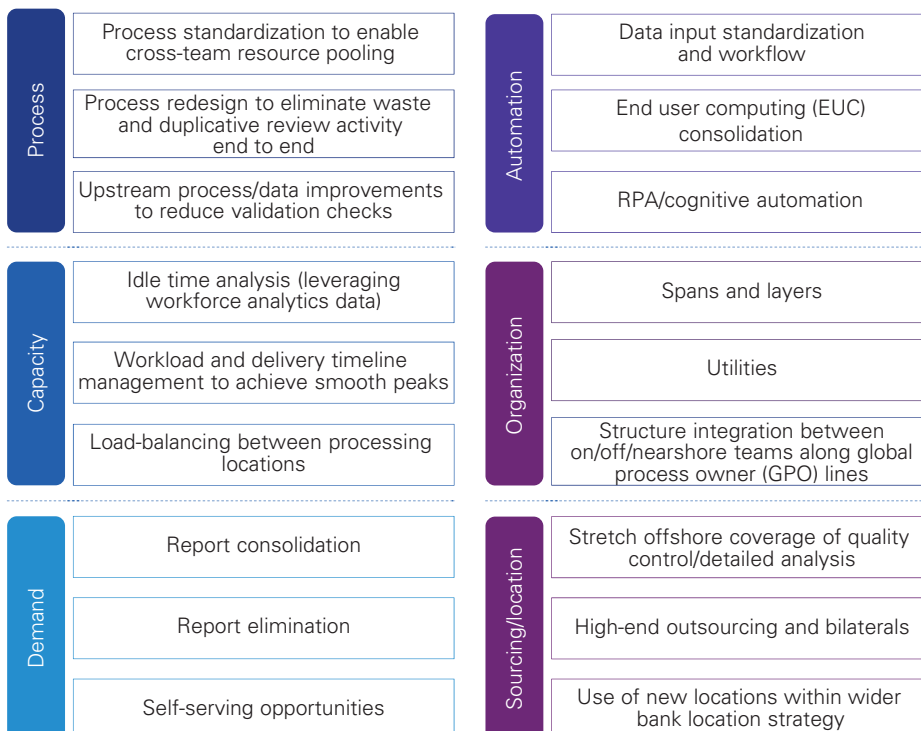 Process
Process standardization to enable
cross-team resource pooling
Process redesign to eliminate waste
and duplicative review activity
end to end
Upstream process/data improvements
to reduce validation checks
Automation
Data input standardization
and workflow
End user computing (EUC)
consolidation
RPA/cognitive automation
Capacity
Idle time analysis (leveraging
workforce analytics data)
Workload and delivery timeline
management to achieve smooth peaks
Load-balancing between processing
locations
Organization
Spans and layers
Utilities
Structure integration between
on/off/nearshore teams along global
process owner (GPO) lines
Demand
Report consolidation
Report elimination
Self-serving opportunities
Sourcing/location
Stretch offshore coverage of quality
control/detailed analysis
High-end outsourcing and bilaterals
Use of new locations within wider
bank location strategy